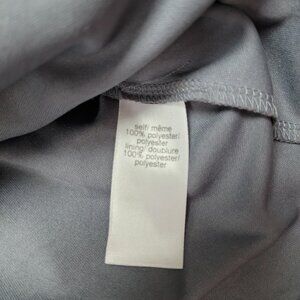 self/ même
100% polyester/
polyester
lining/ doublure
100% polyester/
polyester